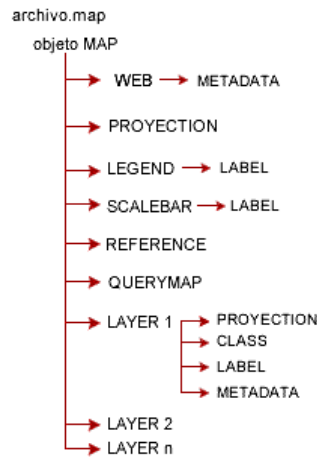 archivo.map
objeto MAP
WEB METADATA
PROYECTION
LEGEND LABEL
SCALEBAR LABEL
REFERENCE
QUERYMAP
LAYER 1 PROYECTION
CLASS
LABEL
METADATA
LAYER 2
LAYER n